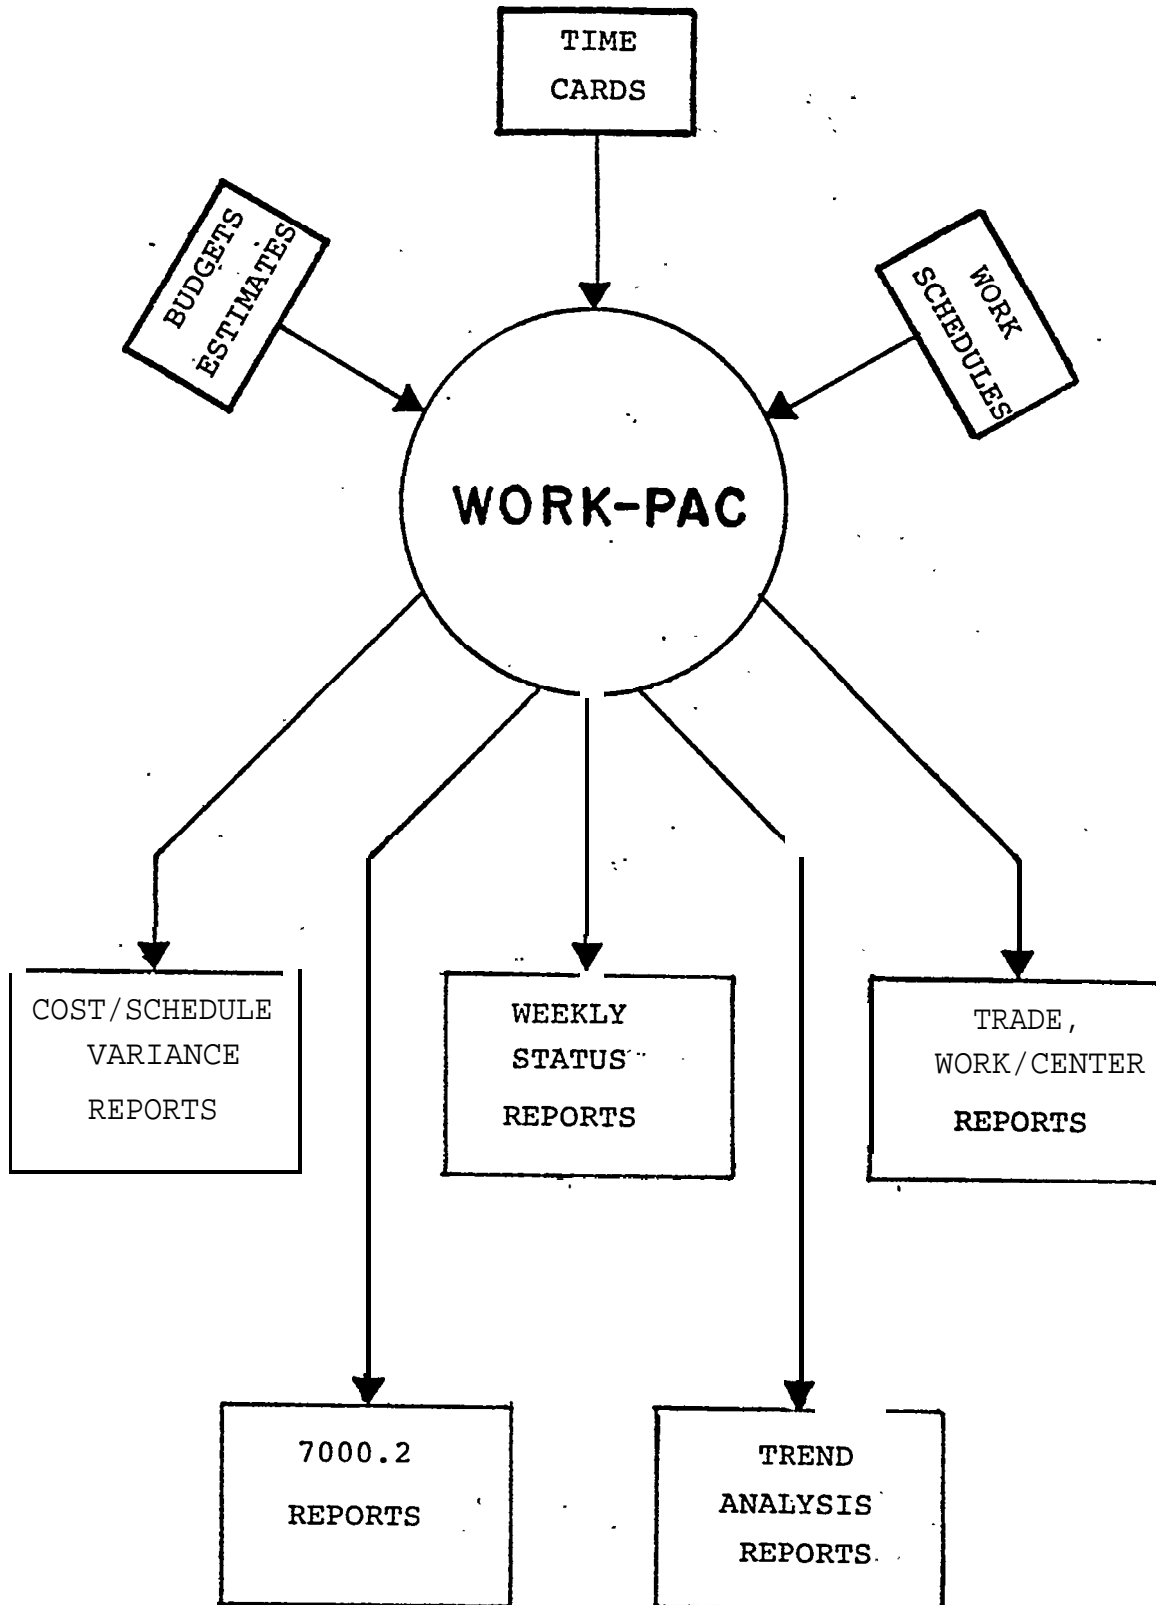 TIME
CARDS
BUDGETS
ESTIMATES
WORK
SCHEDULES
WORK-PAC
COST/SCHEDULE
VARIANCE
REPORTS
WEEKLY
STATUS
REPORTS
TRADE,
WORK/CENTER
REPORTS
7000.2
REPORTS
TREND
ANALYSIS
REPORTS